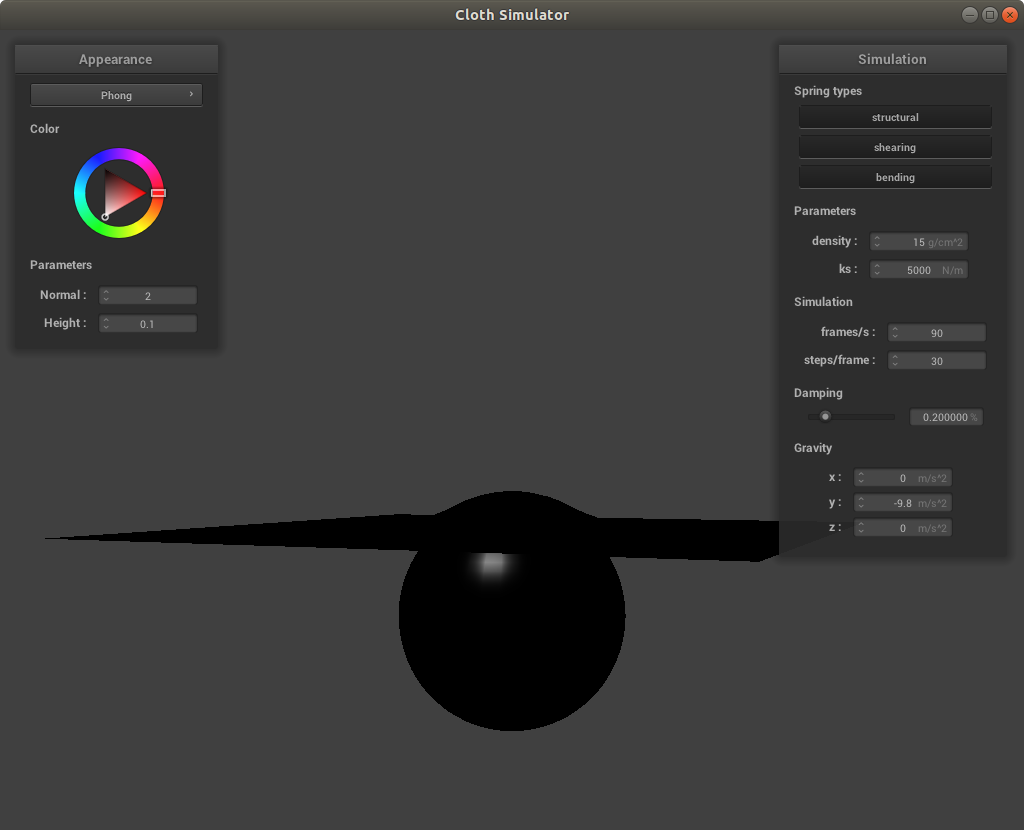 Cloth Simulator
Appearance
Phong
Color
Parameters
Normal : 2
Height : 0.1
Simulation
Spring types
structural
shearing
bending
Parameters
density : 15 g/cm^2
ks : 5000 N/m
Simulation
frames/s : 90
steps/frame : 30
Damping
0.200000 %
Gravity
x : 0 m/s^2
y : -9.8 m/s^2
z : 0 m/s^2